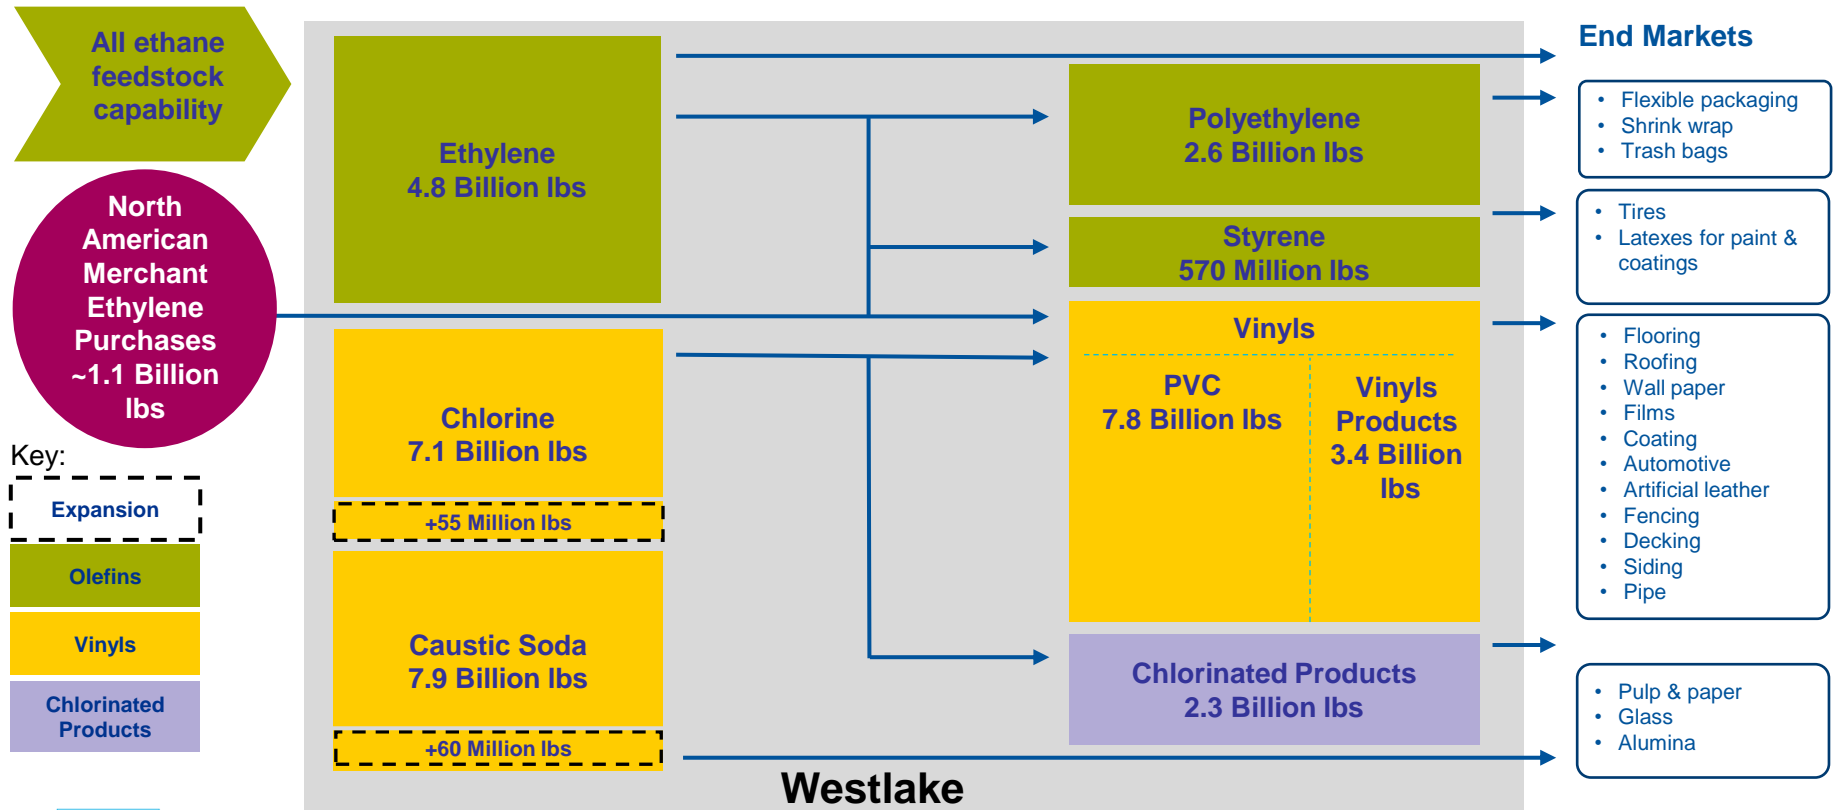 All ethane
feedstock
capability
North
American
Merchant
Ethylene
Purchases
~1.1 Billion
lbs
Key:
Expansion
Olefins
Vinyls
Chlorinated
Products
Ethylene
4.8 Billion lbs
Chlorine
7.1 Billion lbs
+55 Million lbs
Caustic Soda
7.9 Billion lbs
+60 Million lbs
Polyethylene
2.6 Billion lbs
Styrene
570 Million lbs
Vinyls
PVC
7.8 Billion lbs
Vinyls
Products
3.4 Billion
lbs
Chlorinated Products
2.3 Billion lbs
Westlake
End Markets
• Flexible packaging
• Shrink wrap
• Trash bags
• Tires
• Latexes for paint &
coatings
• Flooring
• Roofing
• Wall paper
• Films
• Coating
• Automotive
• Artificial leather
• Fencing
• Decking
• Siding
• Pipe
• Pulp & paper
• Glass
• Alumina